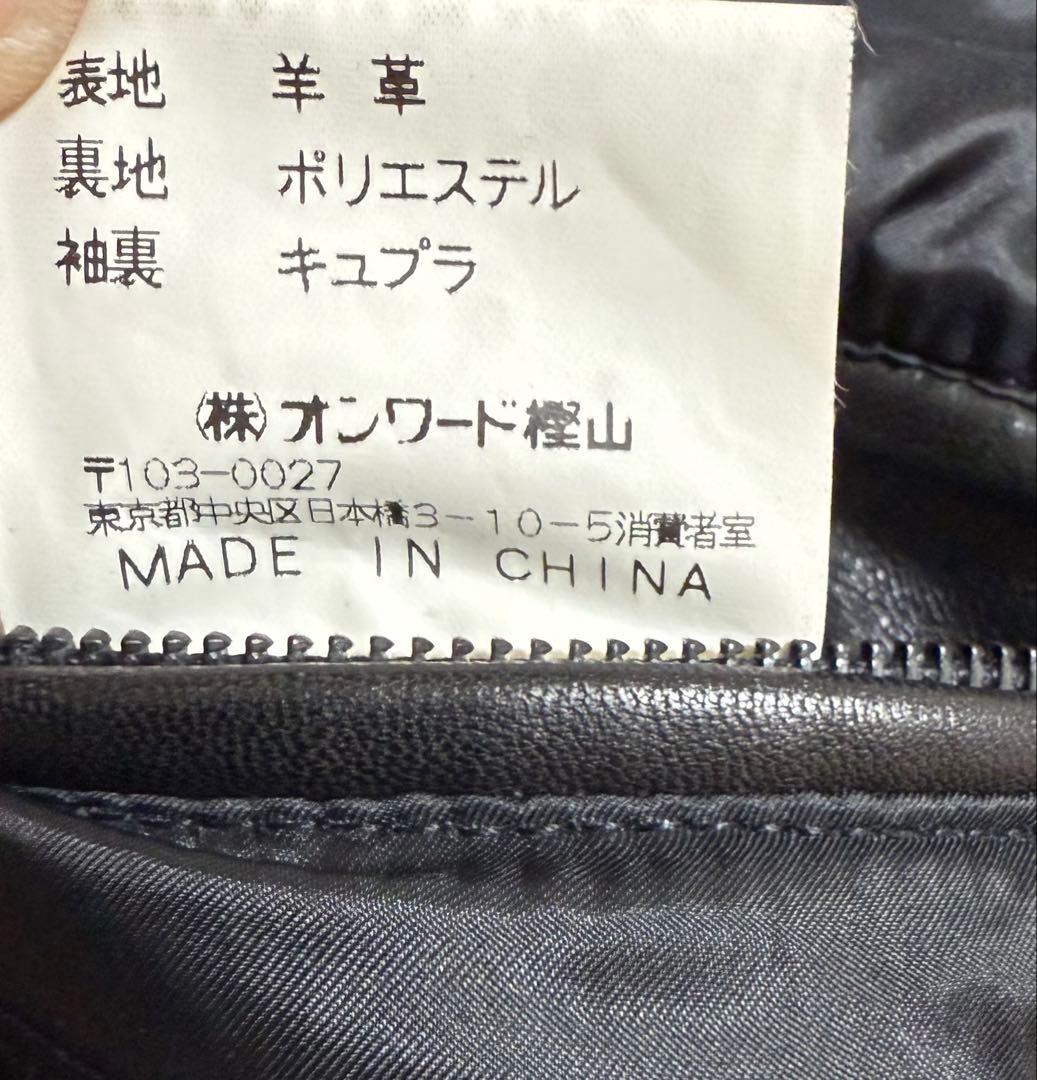 表地 羊革
裏地 ポリエステル
袖裏 キュプラ
㈱オンワード樫山
〒103-0027
東京都中央区日本橋3-10-5消費者室
MADE IN CHINA